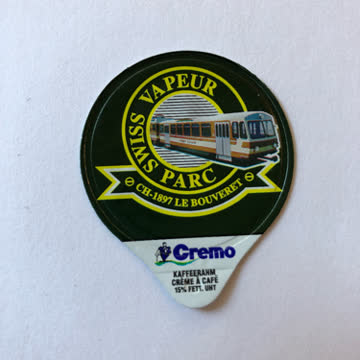 SWISS VAPEUR PARC
CH-1897 LE BOUVERET
Cremo
KAFFEERAHM
CRÈME À CAFÉ
15% FETT. UHT